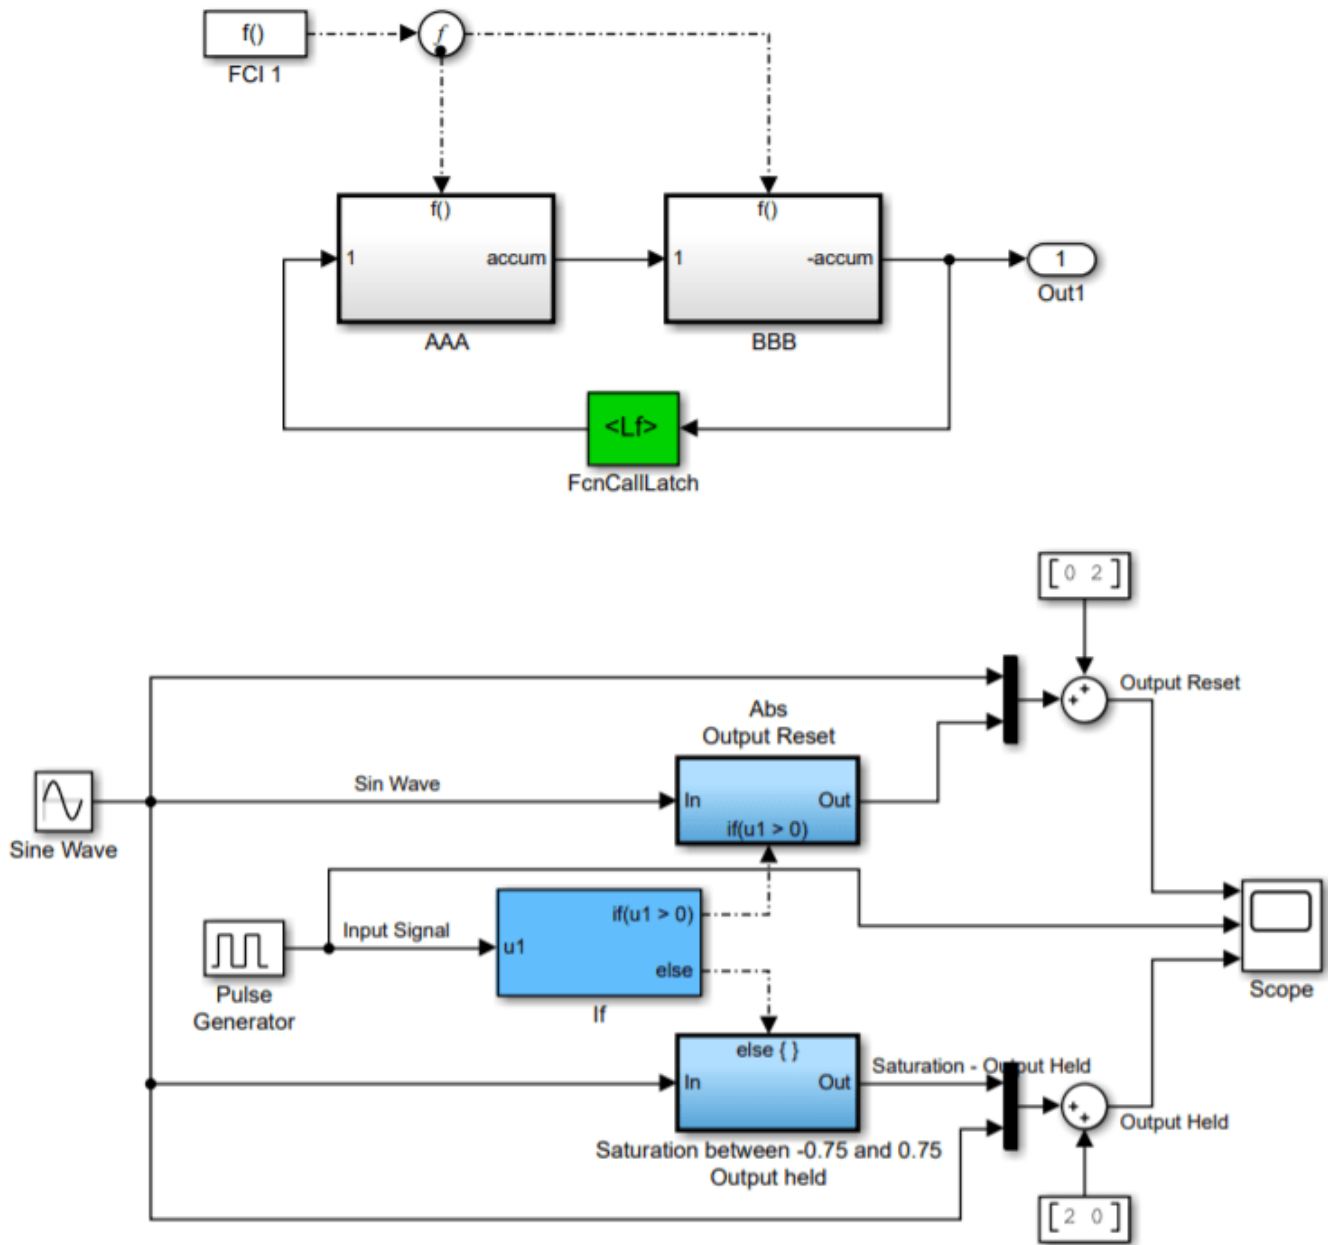 f()
f
FCI 1
f()
f()
1
accum
1
-accum
1
Out1
AAA
BBB
<Lf>
FcnCallLatch
[ 0 2 ]
Output Reset
Abs
Output Reset
Sin Wave
In
Out
if(u1 > 0)
Sine Wave
if(u1 > 0)
Input Signal
u1
else
Pulse
Generator
If
Scope
else { }
Saturation - Output Held
In
Out
Output Held
Saturation between -0.75 and 0.75
Output held
[ 2 0 ]